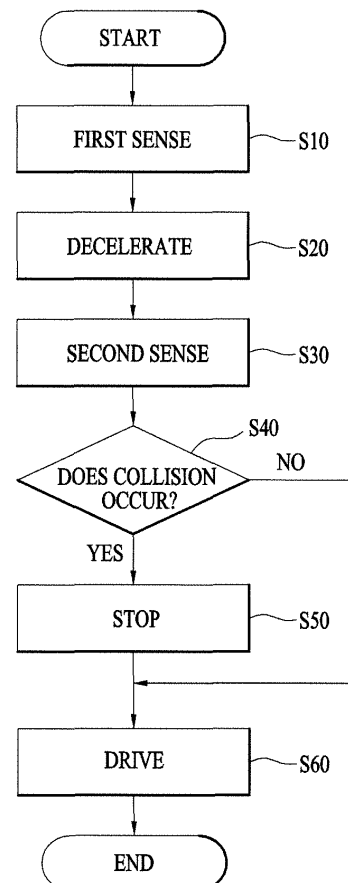 START
FIRST SENSE
S10
DECELERATE
S20
SECOND SENSE
S30
S40
DOES COLLISION
OCCUR?
NO
YES
STOP
S50
DRIVE
S60
END